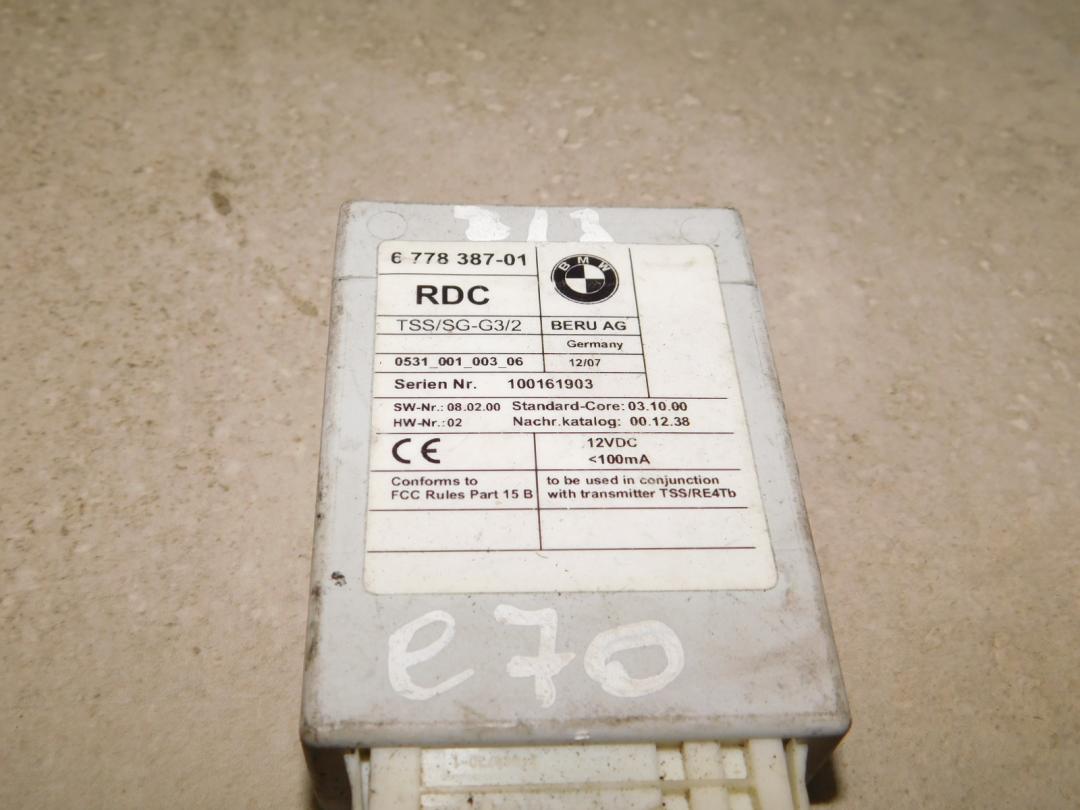 6 778 387-01
BMW
RDC
TSS/SG-G3/2
BERU AG
Germany
0531_001_003_06
12/07
Serien Nr. 100161903
SW-Nr.: 08.02.00 Standard-Core: 03.10.00
HW-Nr.: 02 Nachr.katalog: 00.12.38
CE
12VDC
<100mA
Conforms to
FCC Rules Part 15 B
to be used in conjunction
with transmitter TSS/RE4Tb
e70